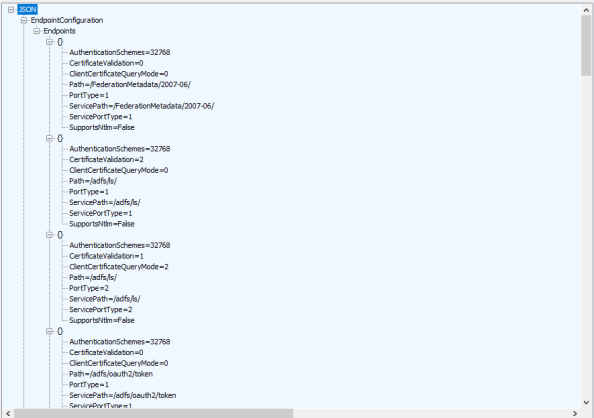 JSON
EndpointConfiguration
Endpoints
{}
AuthenticationSchemes=32768
CertificateValidation=0
ClientCertificateQueryMode=0
Path=/FederationMetadata/2007-06/
PortType=1
ServicePath=/FederationMetadata/2007-06/
ServicePortType=1
SupportsNtlm=False
{}
AuthenticationSchemes=32768
CertificateValidation=2
ClientCertificateQueryMode=0
Path=/adfs/ls/
PortType=1
ServicePath=/adfs/ls/
ServicePortType=1
SupportsNtlm=False
{}
AuthenticationSchemes=32768
CertificateValidation=1
ClientCertificateQueryMode=2
Path=/adfs/ls/
PortType=2
ServicePath=/adfs/ls/
ServicePortType=2
SupportsNtlm=False
{}
AuthenticationSchemes=32768
CertificateValidation=0
ClientCertificateQueryMode=0
Path=/adfs/oauth2/token
PortType=1
ServicePath=/adfs/oauth2/token
ServicePortType=1